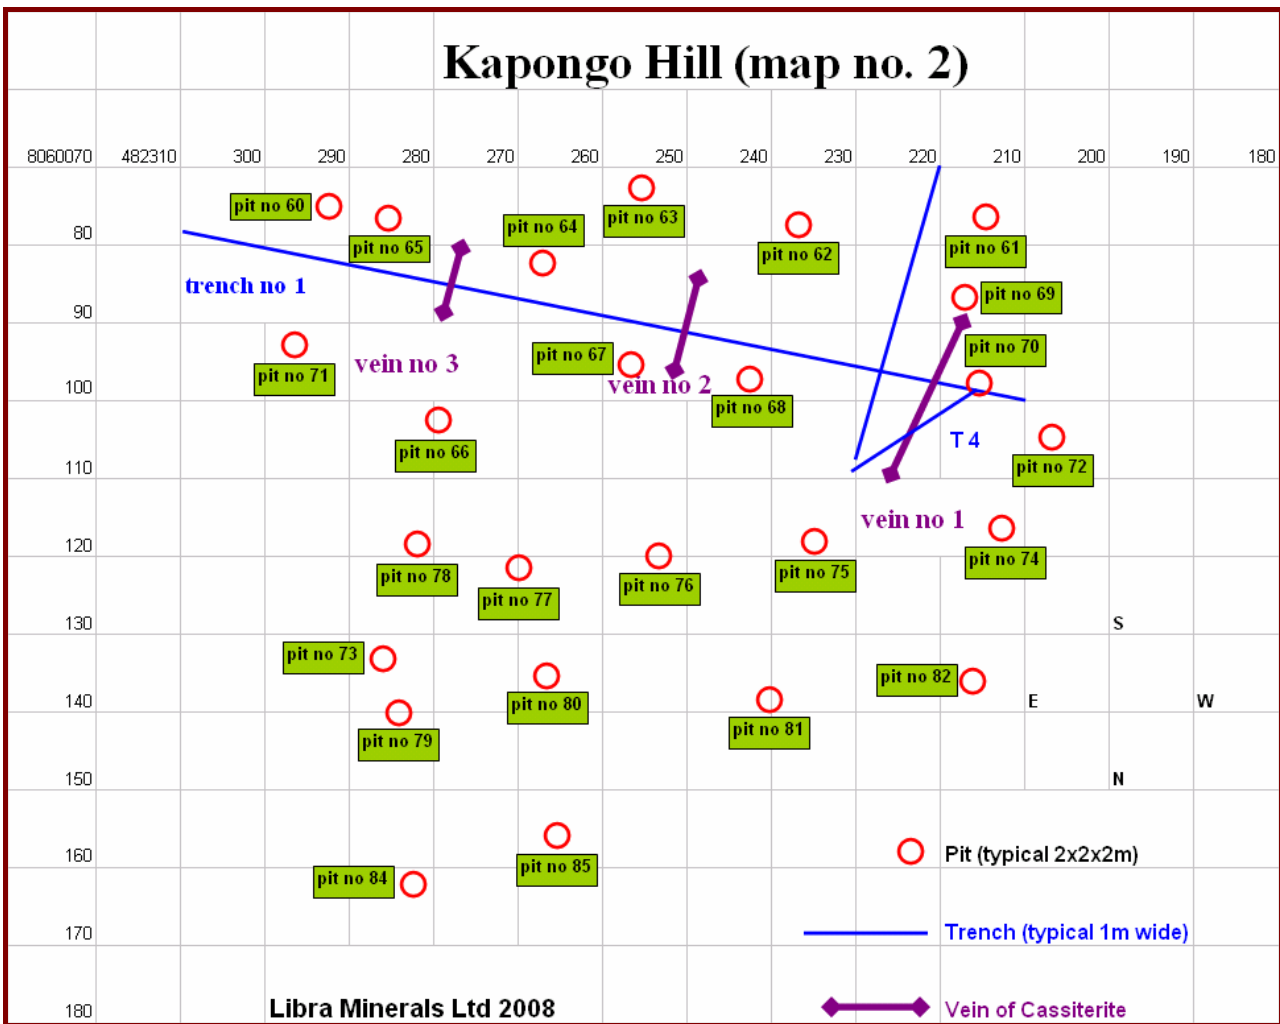 Kapongo Hill (map no. 2)
8060070 482310 300 290 280 270 260 250 240 230 220 210 200 190 180
pit no 60
pit no 65
pit no 64
pit no 63
pit no 62
pit no 61
80
trench no 1
pit no 69
90
pit no 70
pit no 71
vein no 3
pit no 67
vein no 2
100
pit no 68
pit no 66
T 4
pit no 72
110
vein no 1
120
pit no 78
pit no 77
pit no 76
pit no 75
pit no 74
130
S
pit no 73
pit no 82
140
pit no 80
E
W
pit no 79
pit no 81
150
N
160
Pit (typical 2x2x2m)
pit no 84
pit no 85
170
Trench (typical 1m wide)
180
Libra Minerals Ltd 2008
Vein of Cassiterite